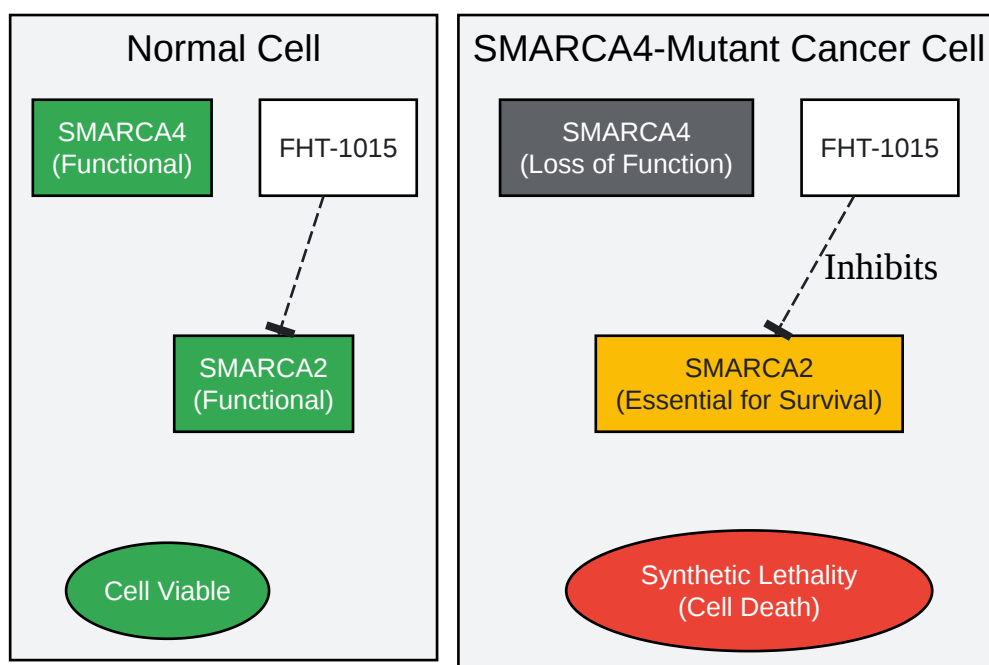 Normal Cell
SMARCA4
(Functional)
FHT-1015
SMARCA2
(Functional)
Cell Viable
SMARCA4-Mutant Cancer Cell
SMARCA4
(Loss of Function)
FHT-1015
Inhibits
SMARCA2
(Essential for Survival)
Synthetic Lethality
(Cell Death)